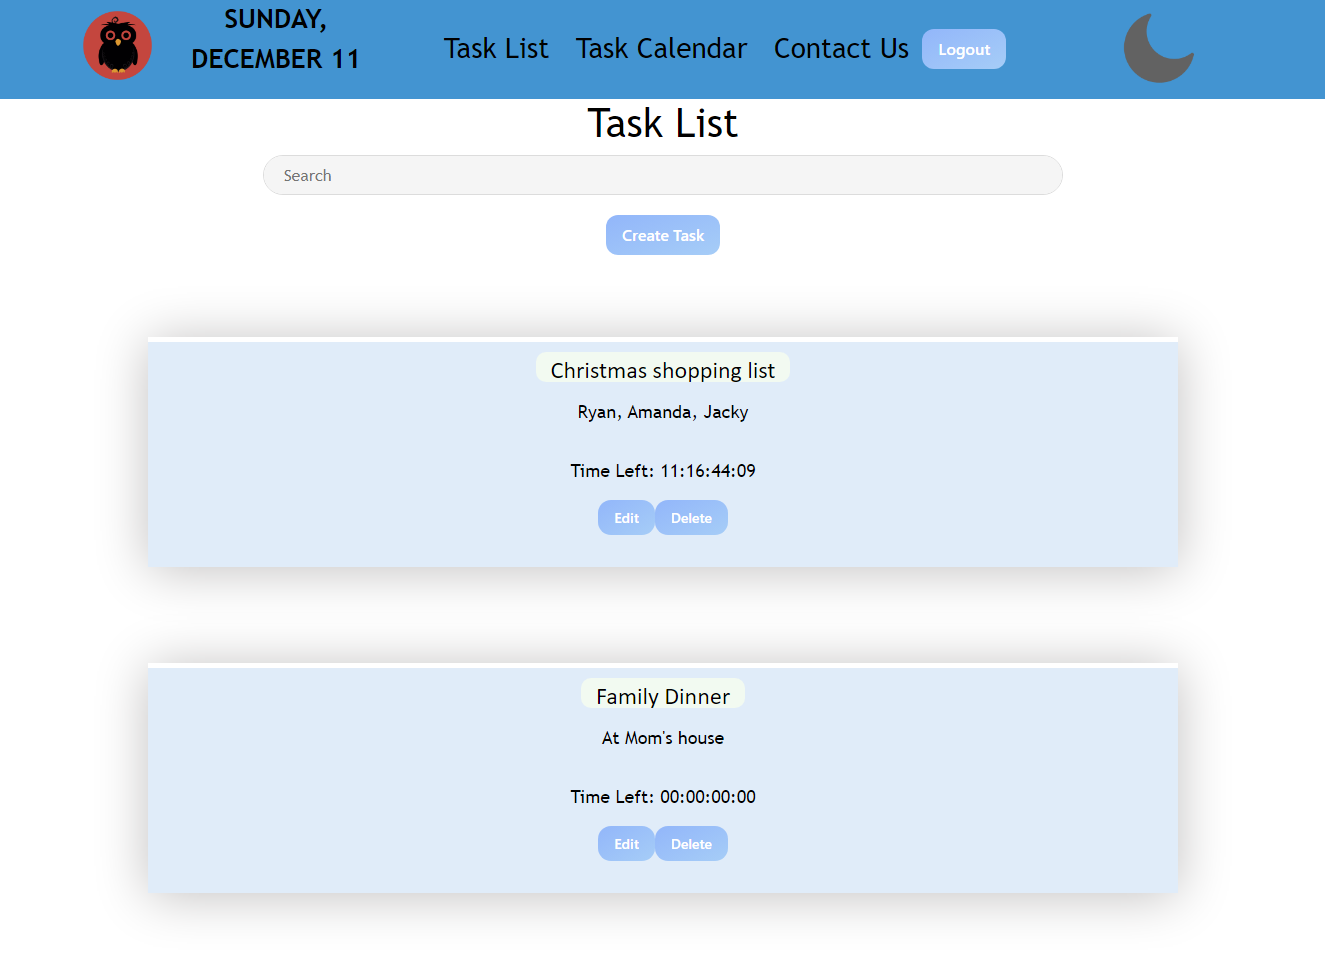 SUNDAY,
DECEMBER 11
Task List Task Calendar Contact Us Logout
Task List
Search
Create Task
Christmas shopping list
Ryan, Amanda, Jacky
Time Left: 11:16:44:09
Edit Delete
Family Dinner
At Mom's house
Time Left: 00:00:00:00
Edit Delete